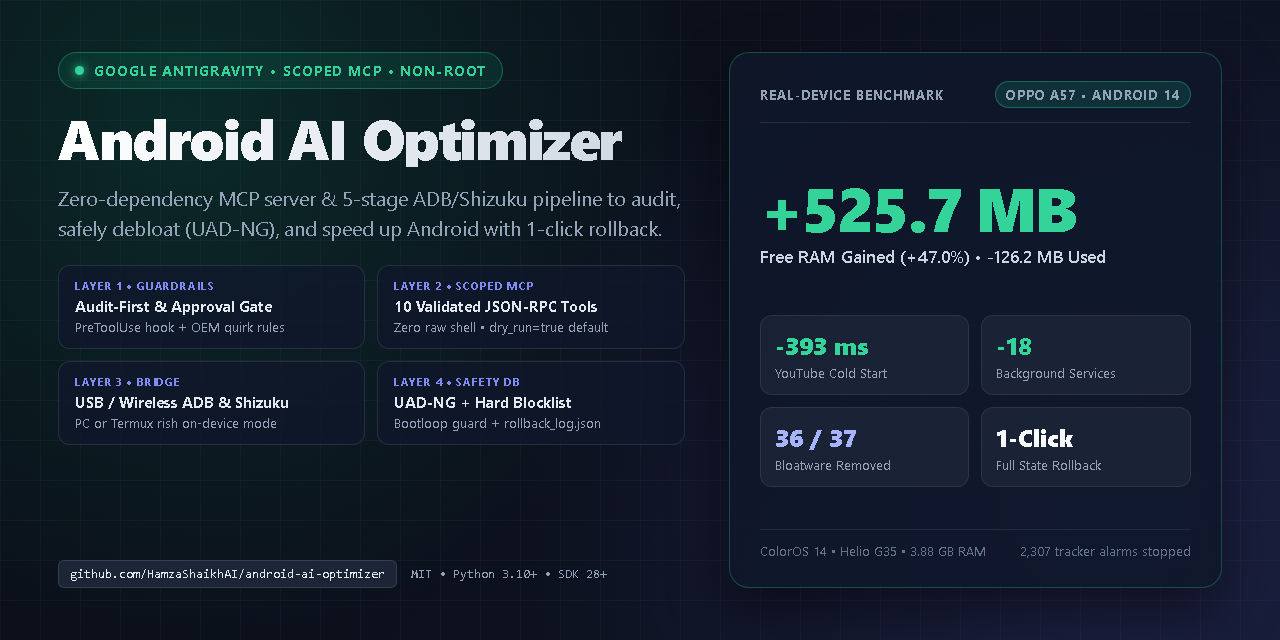 GOOGLE ANTIGRAVITY • SCOPED MCP • NON-ROOT
Android AI Optimizer
Zero-dependency MCP server & 5-stage ADB/Shizuku pipeline to audit,
safely debloat (UAD-NG), and speed up Android with 1-click rollback.
LAYER 1 • GUARDRAILS
Audit-First & Approval Gate
PreToolUse hook + OEM quirk rules
LAYER 2 • SCOPED MCP
10 Validated JSON-RPC Tools
Zero raw shell • dry_run=true default
LAYER 3 • BRIDGE
USB / Wireless ADB & Shizuku
PC or Termux rish on-device mode
LAYER 4 • SAFETY DB
UAD-NG + Hard Blocklist
Bootloop guard + rollback_log.json
github.com/HamzaShaikhAI/android-ai-optimizer
MIT • Python 3.10+ • SDK 28+
REAL-DEVICE BENCHMARK
OPPO A57 • ANDROID 14
+525.7 MB
Free RAM Gained (+47.0%) • -126.2 MB Used
-393 ms
YouTube Cold Start
-18
Background Services
36 / 37
Bloatware Removed
1-Click
Full State Rollback
ColorOS 14 • Helio G35 • 3.88 GB RAM
2,307 tracker alarms stopped